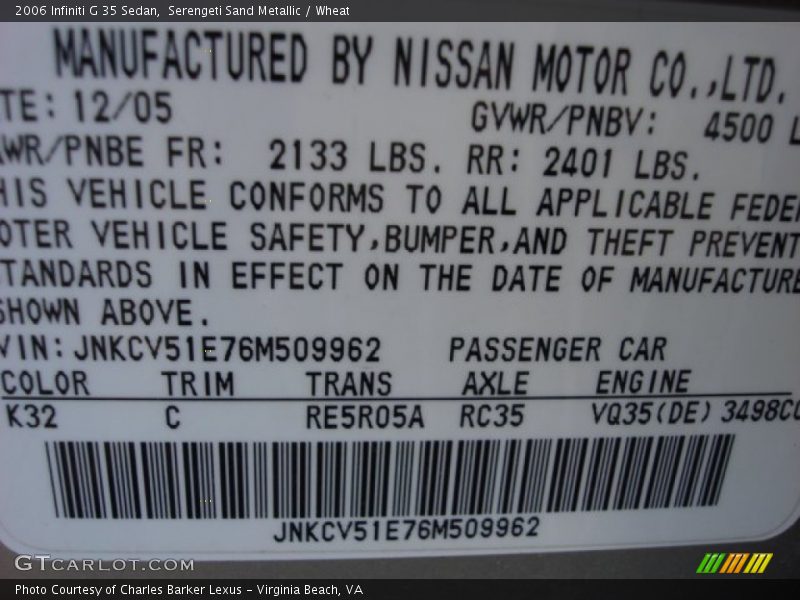 2006 Infiniti G 35 Sedan,  Serengeti Sand Metallic / Wheat
MANUFACTURED BY NISSAN MOTOR CO.,LTD.
TE: 12/05 GVWR/PNBV: 4500 L
WR/PNBE FR: 2133 LBS. RR: 2401 LBS.
HIS VEHICLE CONFORMS TO ALL APPLICABLE FEDE
OTER VEHICLE SAFETY,BUMPER,AND THEFT PREVENT
TANDARDS IN EFFECT ON THE DATE OF MANUFACTURE
SHOWN ABOVE.
VIN: JNKCV51E76M509962 PASSENGER CAR
COLOR TRIM TRANS AXLE ENGINE
K32 C RE5R05A RC35 VQ35(DE) 3498CC
JNKCV51E76M509962
GTCARLOT.COM
Photo Courtesy of Charles Barker Lexus - Virginia Beach, VA